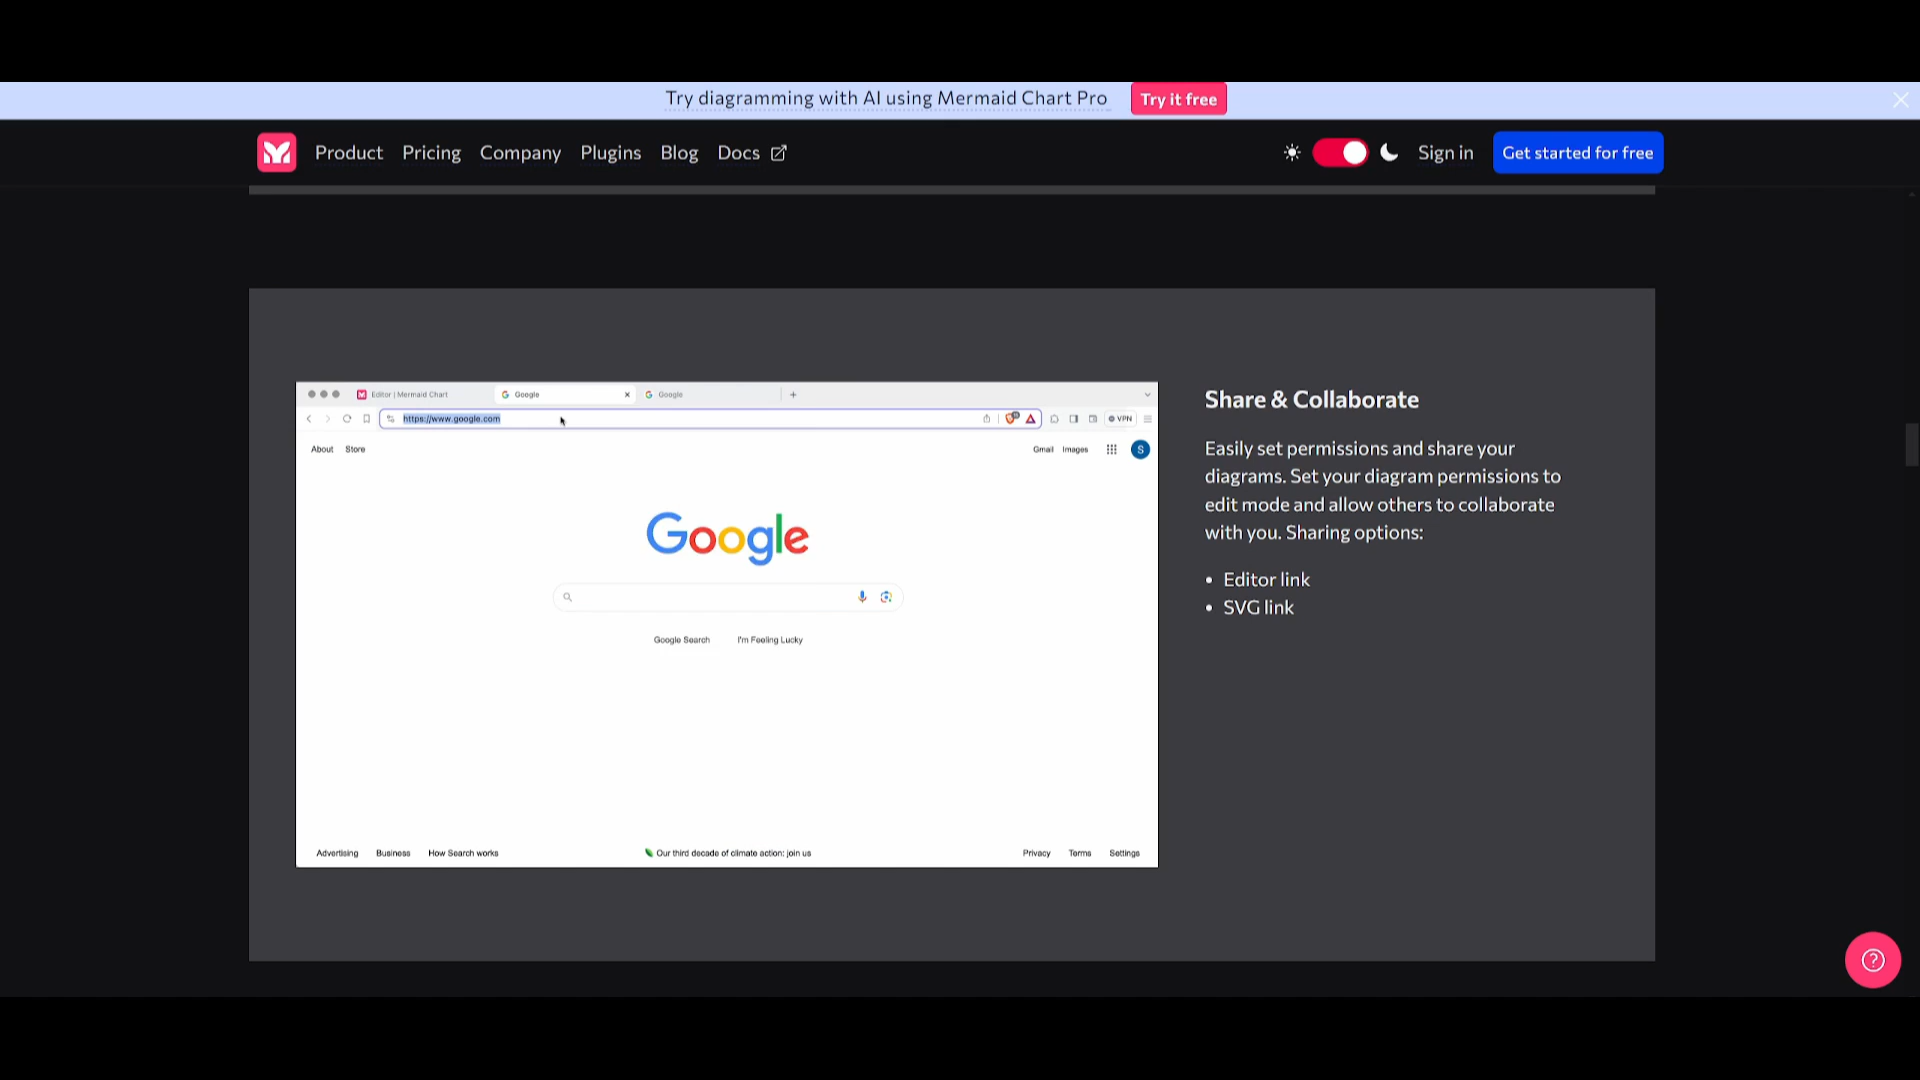 Try diagramming with AI using Mermaid Chart Pro
Try it free
Product
Pricing
Company
Plugins
Blog
Docs
Sign in
Get started for free
Editor | Mermaid Chart
Google
Google
https://www.google.com
VPN
About
Store
Gmail
Images
S
Google
Google Search
I'm Feeling Lucky
Advertising
Business
How Search works
Our third decade of climate action: join us
Privacy
Terms
Settings
Share & Collaborate
Easily set permissions and share your
diagrams. Set your diagram permissions to
edit mode and allow others to collaborate
with you. Sharing options:
• Editor link
• SVG link